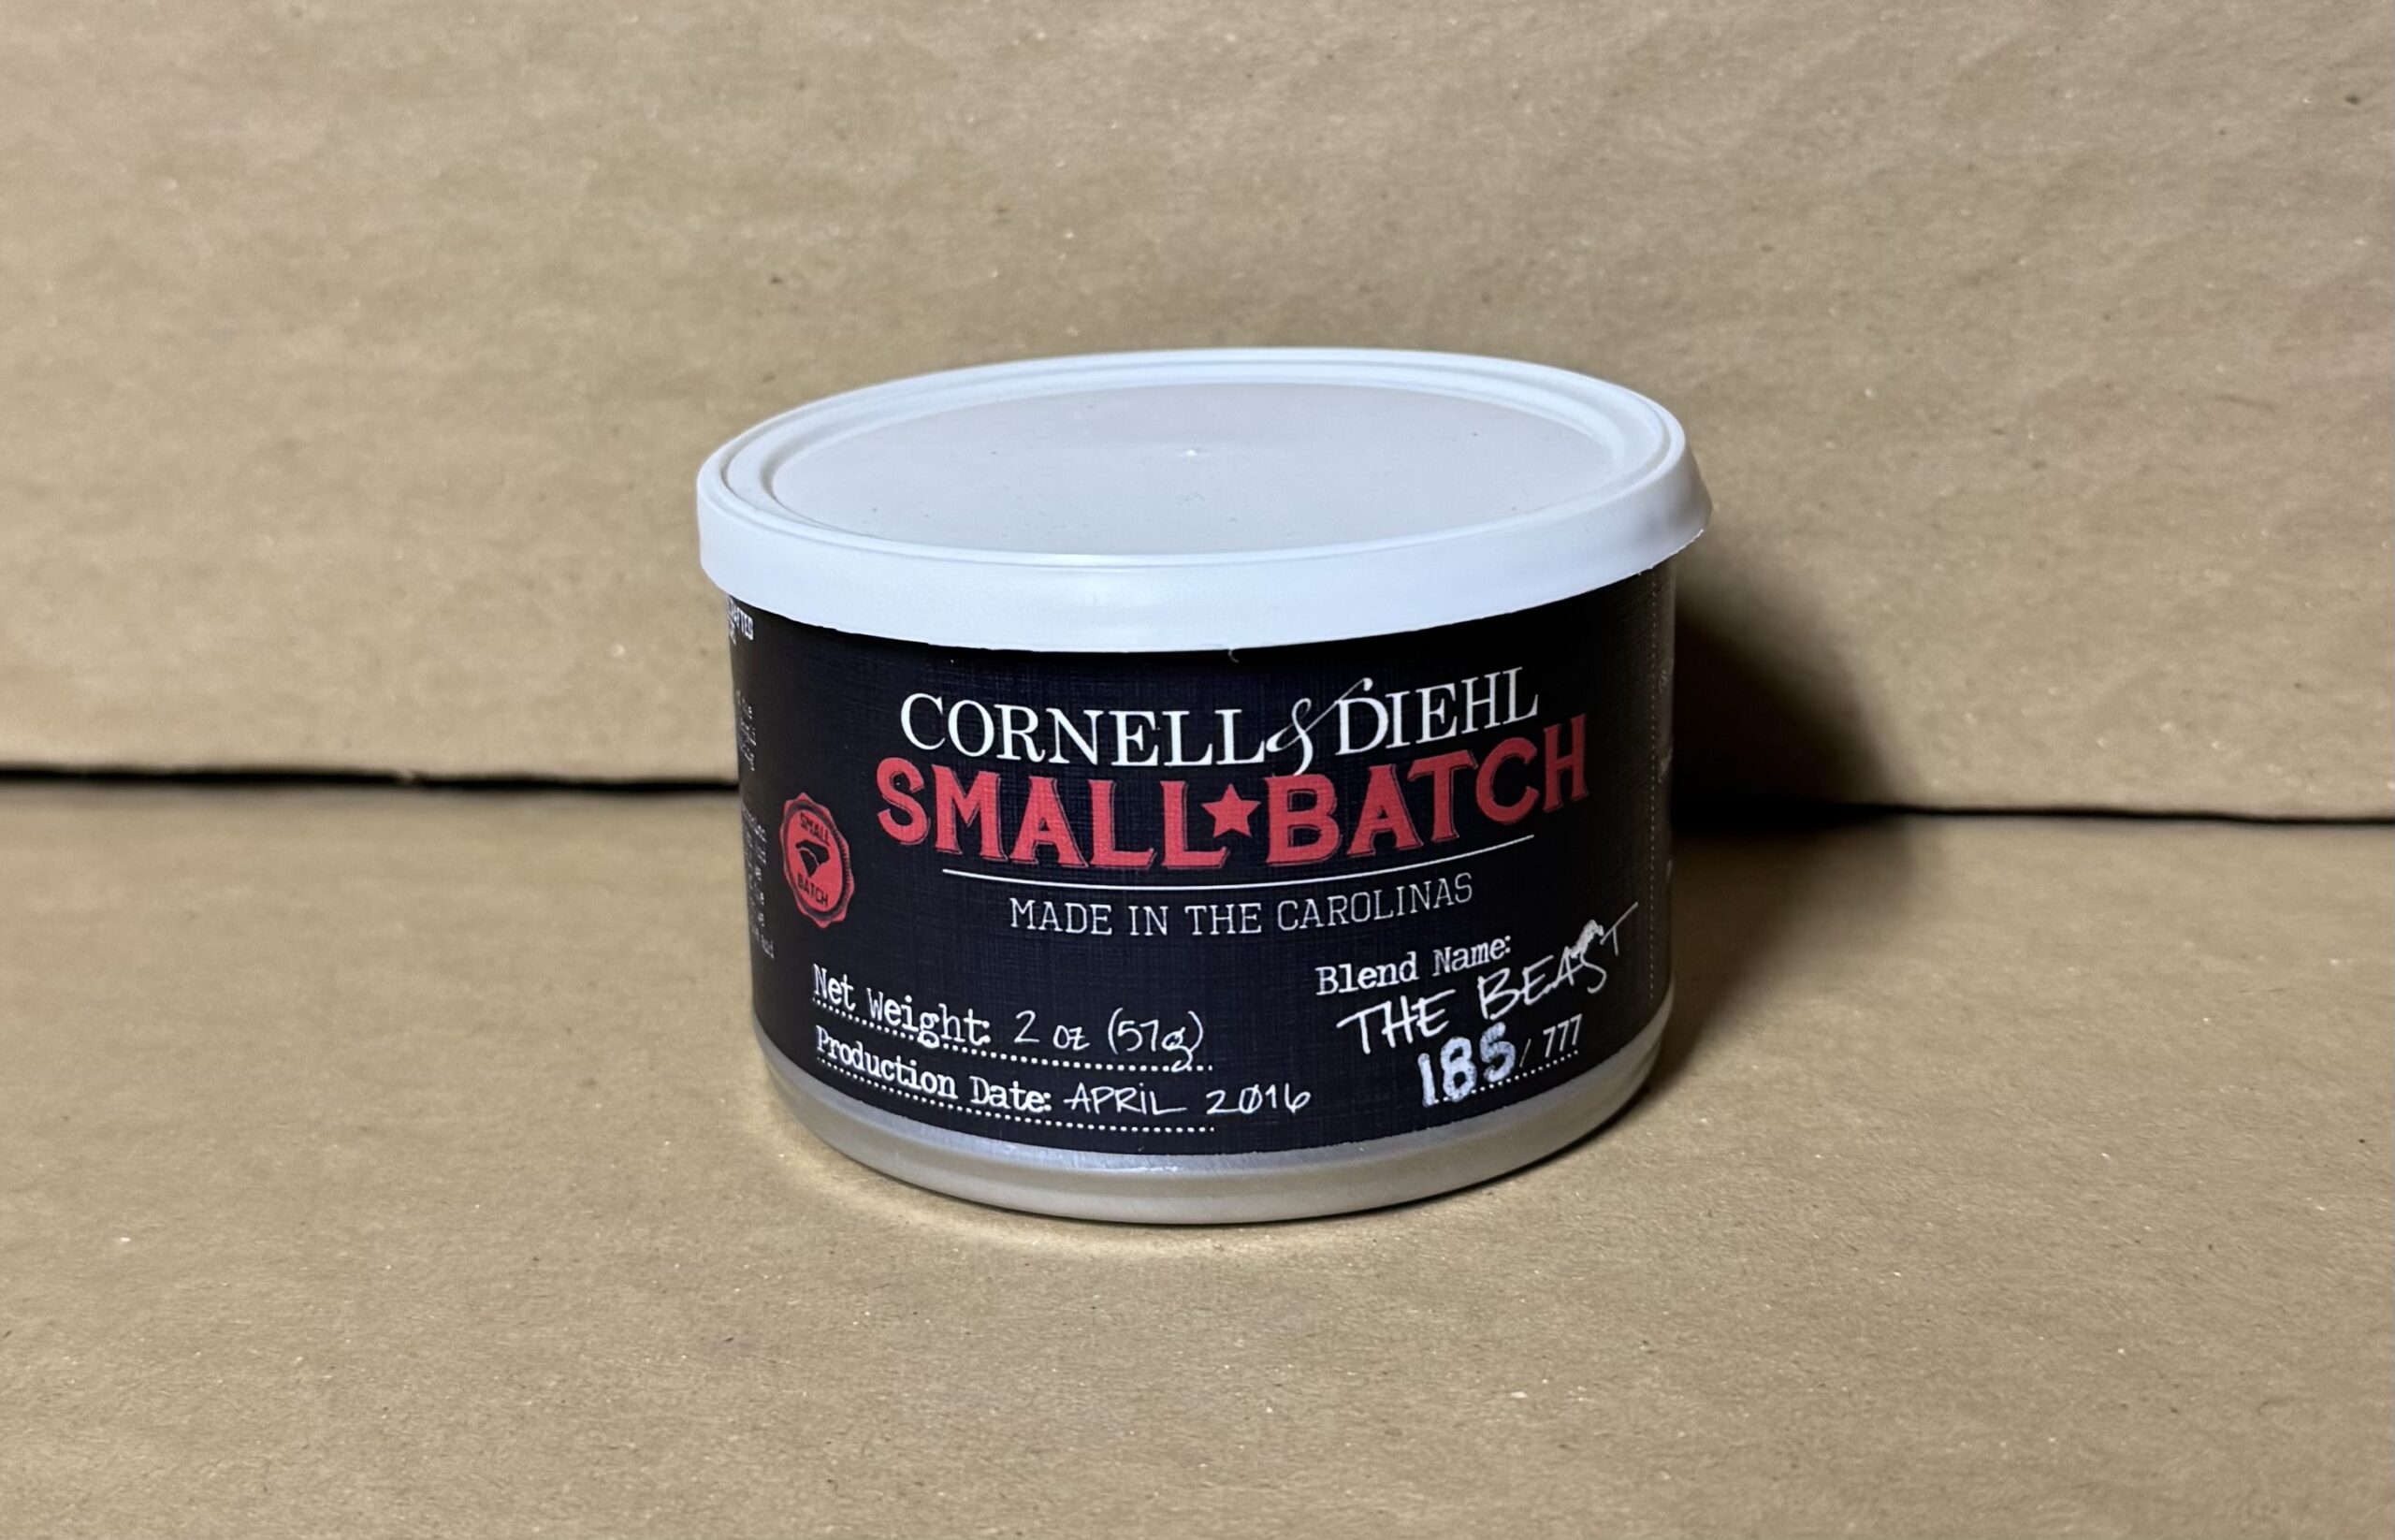 CORNELL & DIEHL
SMALL★BATCH
MADE IN THE CAROLINAS
SMALL
BATCH
Net Weight: 2 oz (57g)
Production Date: APRIL 2016
Blend Name:
THE BEAST
185/777